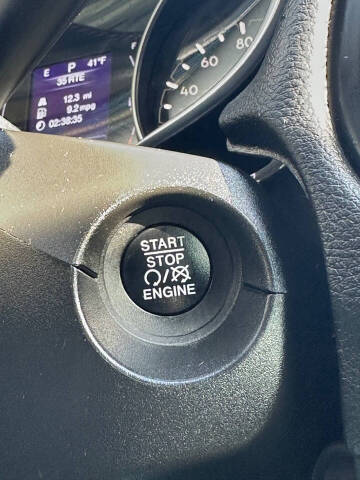 E P 41°F
35 RTE
12.3 mi
9.2 mpg
02:38:35
40
60
80
START
STOP
ENGINE